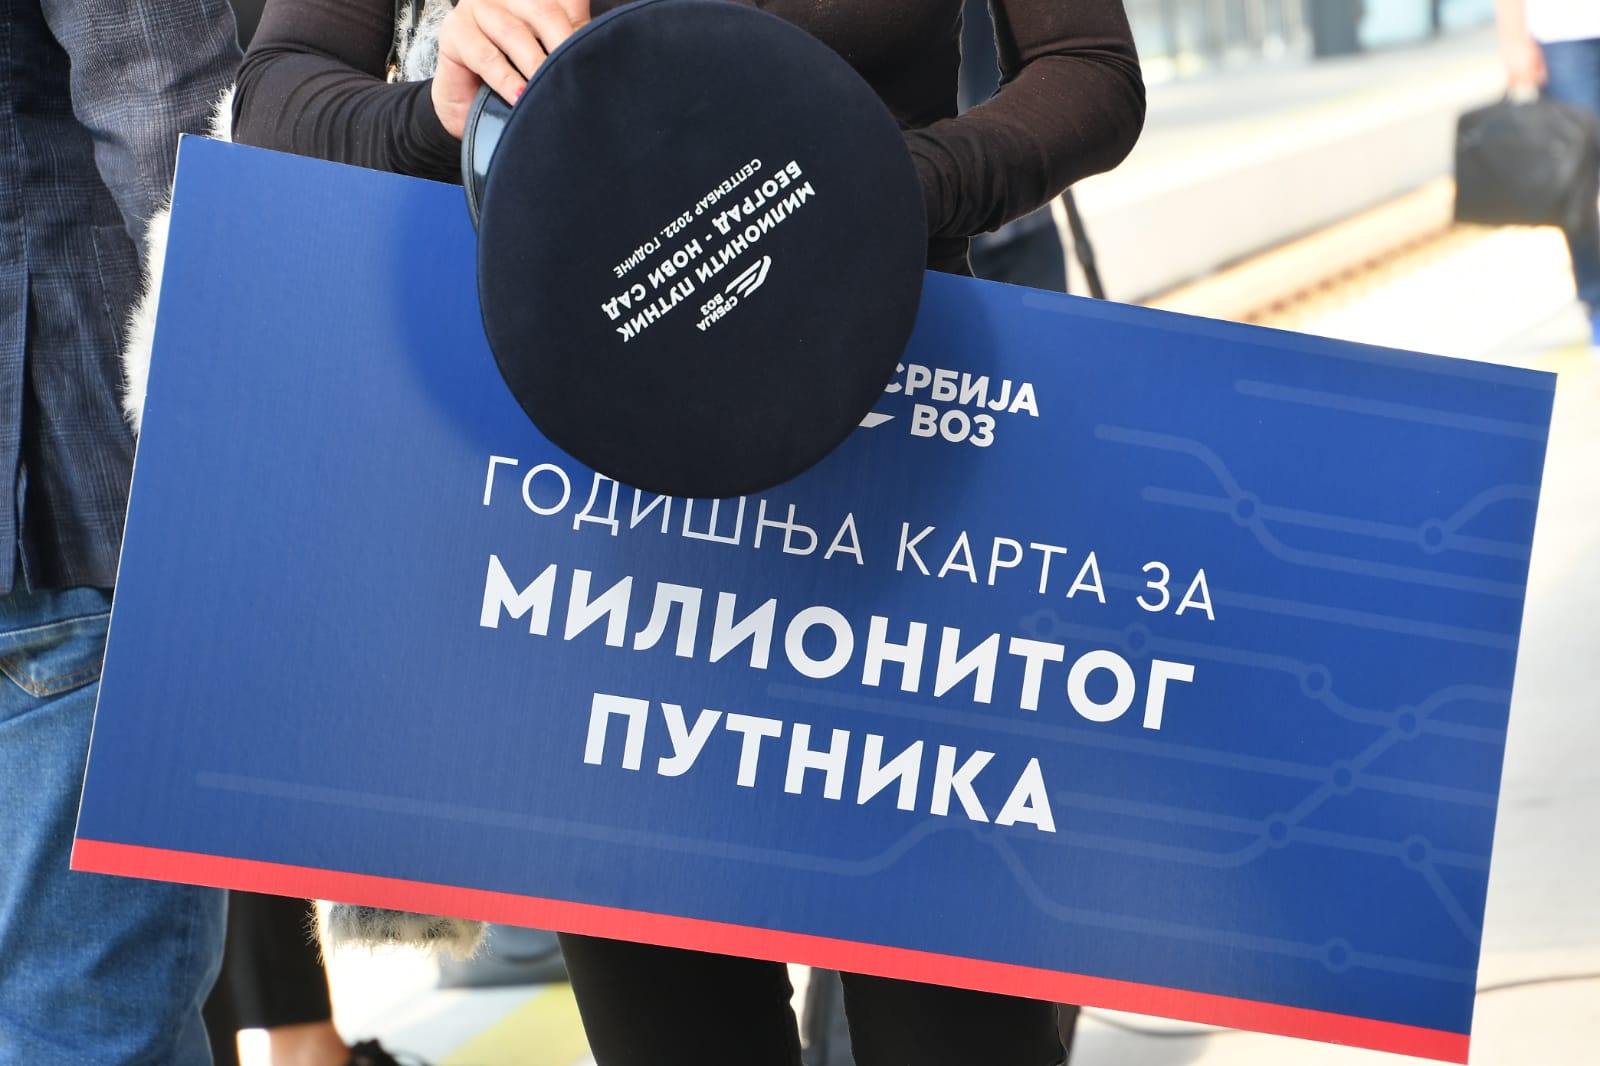 СРБИЈА
ВОЗ
МИЛИОНИТИ ПУТНИК
БЕОГРАД - НОВИ САД
СЕПТЕМБАР 2022. ГОДИНЕ
СРБИЈА
ВОЗ
ГОДИШЊА КАРТА ЗА
МИЛИОНИТОГ
ПУТНИКА